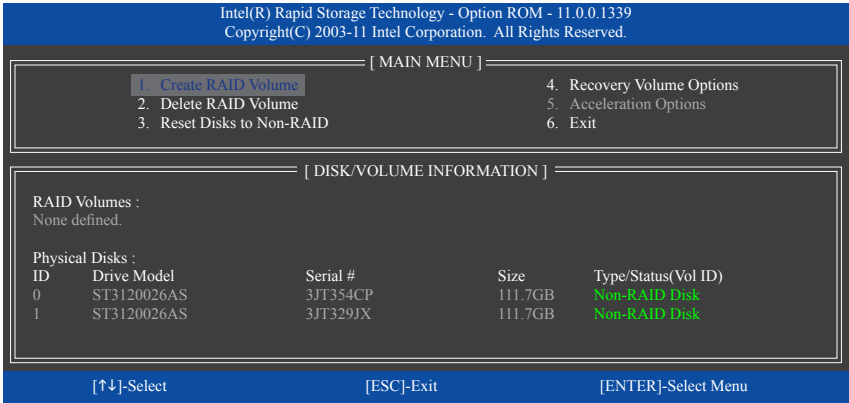 Intel(R) Rapid Storage Technology - Option ROM - 11.0.0.1339
Copyright(C) 2003-11 Intel Corporation. All Rights Reserved.
[ MAIN MENU ]
1. Create RAID Volume 4. Recovery Volume Options
2. Delete RAID Volume 5. Acceleration Options
3. Reset Disks to Non-RAID 6. Exit
[ DISK/VOLUME INFORMATION ]
RAID Volumes :
None defined.
Physical Disks :
ID Drive Model Serial # Size Type/Status(Vol ID)
0 ST3120026AS 3JT354CP 111.7GB Non-RAID Disk
1 ST3120026AS 3JT329JX 111.7GB Non-RAID Disk
[↑↓]-Select [ESC]-Exit [ENTER]-Select Menu